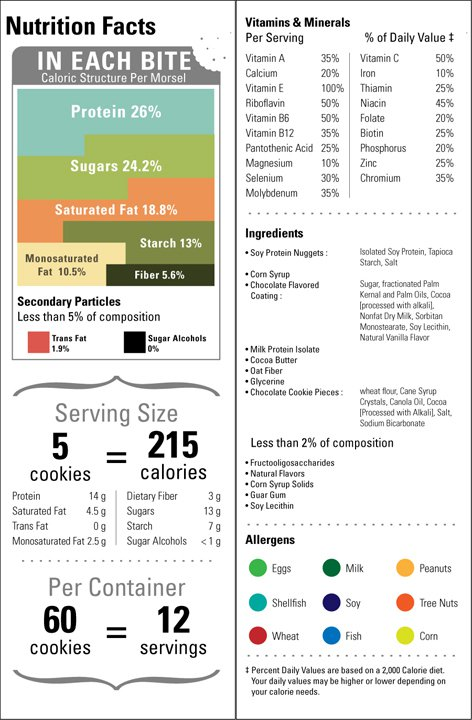 Nutrition Facts
IN EACH BITE
Caloric Structure Per Morsel
Protein 26%
Sugars 24.2%
Saturated Fat 18.8%
Starch 13%
Monosaturated
Fat 10.5%
Fiber 5.6%
Secondary Particles
Less than 5% of composition
Trans Fat
1.9%
Sugar Alcohols
0%
Serving Size
5 = 215
cookies calories
Protein 14 g
Saturated Fat 4.5 g
Trans Fat 0 g
Monosaturated Fat 2.5 g
Dietary Fiber 3 g
Sugars 13 g
Starch 7 g
Sugar Alcohols < 1 g
Per Container
60 = 12
cookies servings
Vitamins & Minerals
Per Serving % of Daily Value ‡
Vitamin A 35%
Calcium 20%
Vitamin E 100%
Riboflavin 50%
Vitamin B6 50%
Vitamin B12 35%
Pantothenic Acid 25%
Magnesium 10%
Selenium 30%
Molybdenum 35%
Vitamin C 50%
Iron 10%
Thiamin 25%
Niacin 45%
Folate 20%
Biotin 25%
Phosphorus 20%
Zinc 25%
Chromium 35%
Ingredients
• Soy Protein Nuggets : Isolated Soy Protein, Tapioca
Starch, Salt
• Corn Syrup
• Chocolate Flavored Sugar, fractionated Palm
Coating : Kernal and Palm Oils, Cocoa
[processed with alkali],
Nonfat Dry Milk, Sorbitan
Monostearate, Soy Lecithin,
Natural Vanilla Flavor
• Milk Protein Isolate
• Cocoa Butter
• Oat Fiber
• Glycerine
• Chocolate Cookie Pieces : wheat flour, Cane Syrup
Crystals, Canola Oil, Cocoa
[Processed with Alkali], Salt,
Sodium Bicarbonate
Less than 2% of composition
• Fructooligosaccharides
• Natural Flavors
• Corn Syrup Solids
• Guar Gum
• Soy Lecithin
Allergens
Eggs Milk Peanuts
Shellfish Soy Tree Nuts
Wheat Fish Corn
‡ Percent Daily Values are based on a 2,000 Calorie diet.
Your daily values may be higher or lower depending on
your calorie needs.